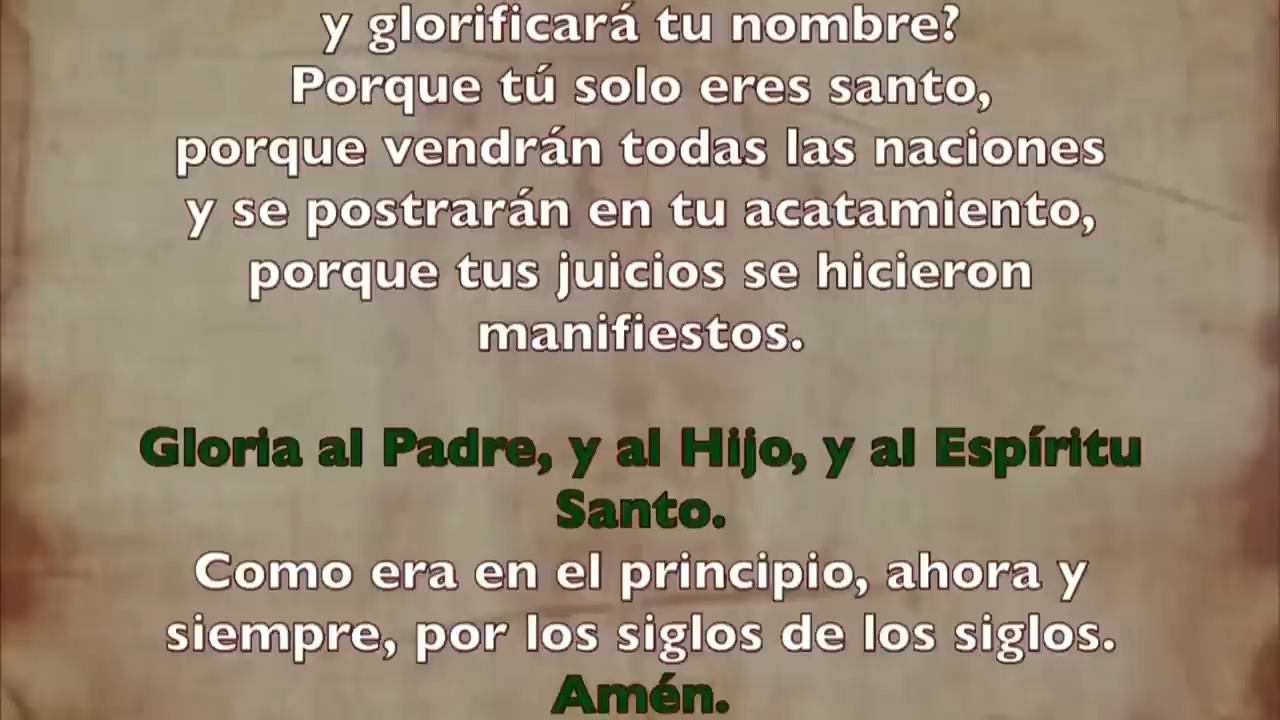 y glorificará tu nombre?
Porque tú solo eres santo,
porque vendrán todas las naciones
y se postrarán en tu acatamiento,
porque tus juicios se hicieron
manifiestos.
Gloria al Padre, y al Hijo, y al Espíritu
Santo.
Como era en el principio, ahora y
siempre, por los siglos de los siglos.
Amén.